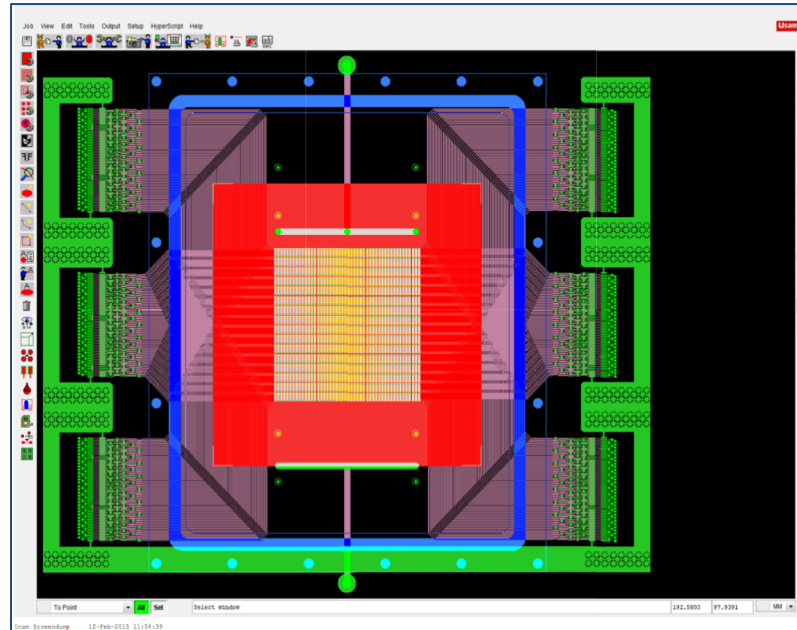 Job View Edit Tools Output Setup HyperScript Help
Ucam
To Point All Sel Select window 192.5803 97.9391 MM
Ucam Screendump 12-Feb-2015 11:04:39